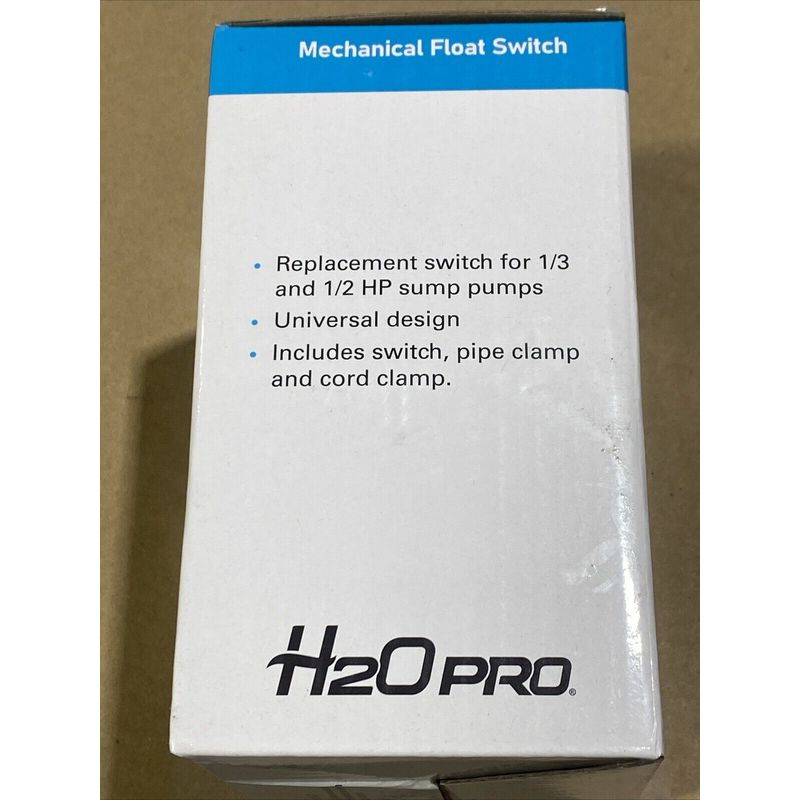 Mechanical Float Switch
• Replacement switch for 1/3
and 1/2 HP sump pumps
• Universal design
• Includes switch, pipe clamp
and cord clamp.
H2O PRO®